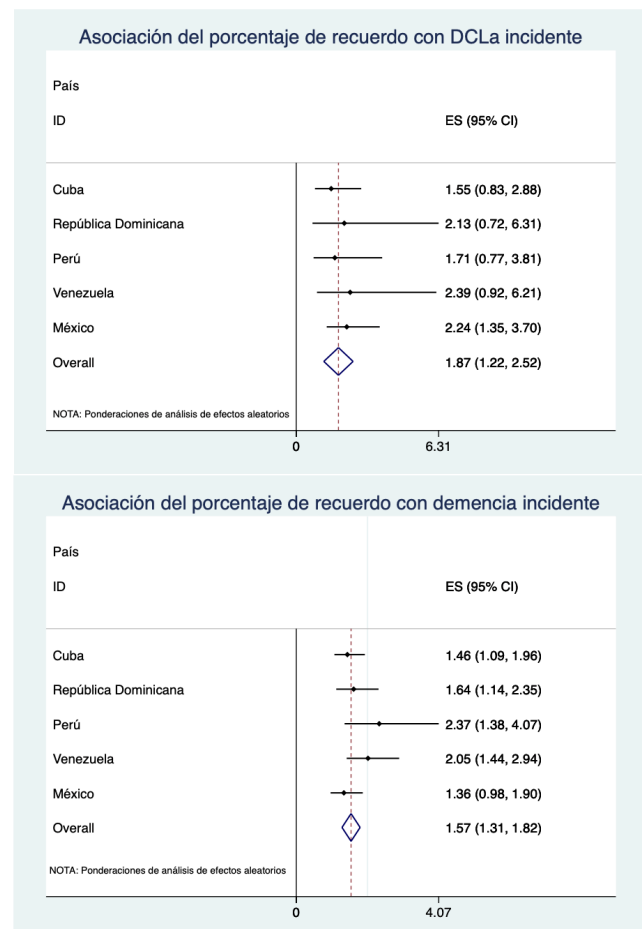 Asociación del porcentaje de recuerdo con DCLa incidente
País
ID ES (95% CI)
Cuba 1.55 (0.83, 2.88)
República Dominicana 2.13 (0.72, 6.31)
Perú 1.71 (0.77, 3.81)
Venezuela 2.39 (0.92, 6.21)
México 2.24 (1.35, 3.70)
Overall 1.87 (1.22, 2.52)
NOTA: Ponderaciones de análisis de efectos aleatorios
0 6.31
Asociación del porcentaje de recuerdo con demencia incidente
País
ID ES (95% CI)
Cuba 1.46 (1.09, 1.96)
República Dominicana 1.64 (1.14, 2.35)
Perú 2.37 (1.38, 4.07)
Venezuela 2.05 (1.44, 2.94)
México 1.36 (0.98, 1.90)
Overall 1.57 (1.31, 1.82)
NOTA: Ponderaciones de análisis de efectos aleatorios
0 4.07